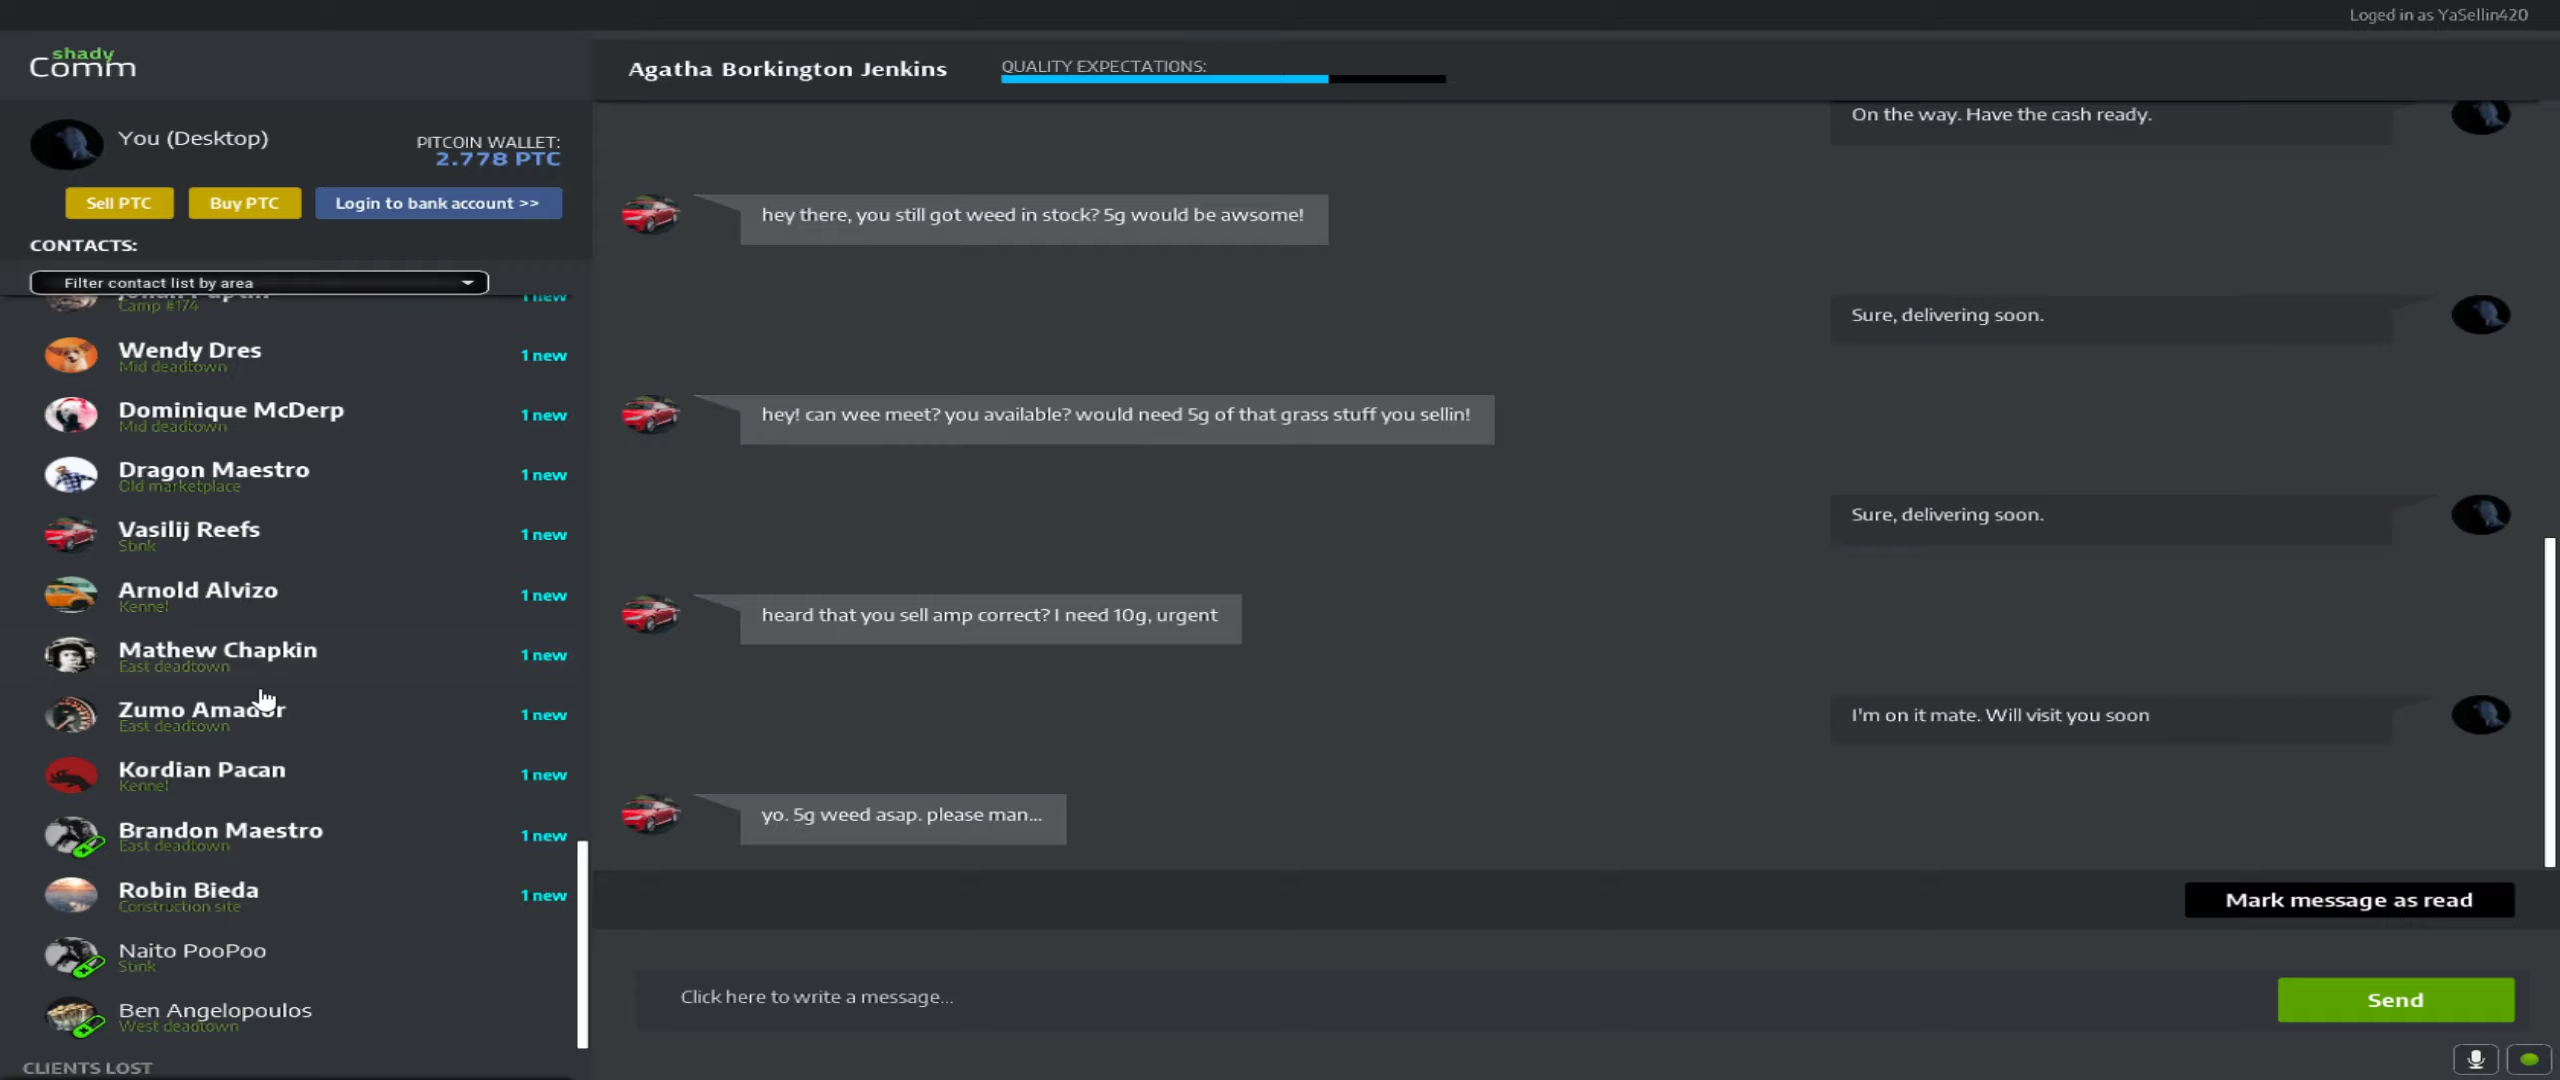 Loged in as YaSellin420
shady
Comm
You (Desktop)
PITCOIN WALLET:
2.778 PTC
Sell PTC
Buy PTC
Login to bank account >>
CONTACTS:
Filter contact list by area
1 new
Camp #174
Wendy Dres
1 new
Mid deadtown
Dominique McDerp
1 new
Mid deadtown
Dragon Maestro
1 new
Old marketplace
Vasilij Reefs
1 new
Stink
Arnold Alvizo
1 new
Kennel
Mathew Chapkin
1 new
East deadtown
Zumo Amador
1 new
East deadtown
Kordian Pacan
1 new
Kennel
Brandon Maestro
1 new
East deadtown
Robin Bieda
1 new
Construction site
Naito PooPoo
Stink
Ben Angelopoulos
West deadtown
CLIENTS LOST
Agatha Borkington Jenkins
QUALITY EXPECTATIONS:
On the way. Have the cash ready.
hey there, you still got weed in stock? 5g would be awsome!
Sure, delivering soon.
hey! can wee meet? you available? would need 5g of that grass stuff you sellin!
Sure, delivering soon.
heard that you sell amp correct? I need 10g, urgent
I'm on it mate. Will visit you soon
yo. 5g weed asap. please man...
Mark message as read
Click here to write a message...
Send